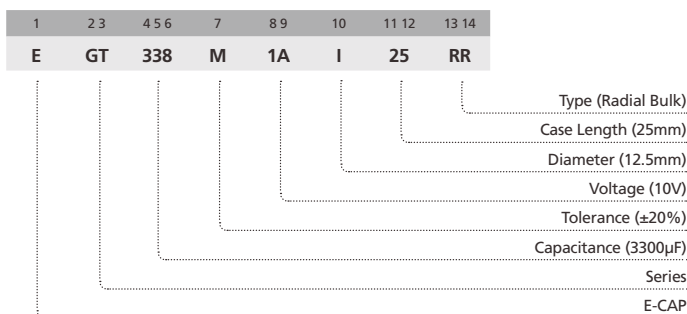 1 2 3 4 5 6 7 8 9 10 11 12 13 14
E GT 338 M 1A I 25 RR
Type (Radial Bulk)
Case Length (25mm)
Diameter (12.5mm)
Voltage (10V)
Tolerance (±20%)
Capacitance (3300µF)
Series
E-CAP